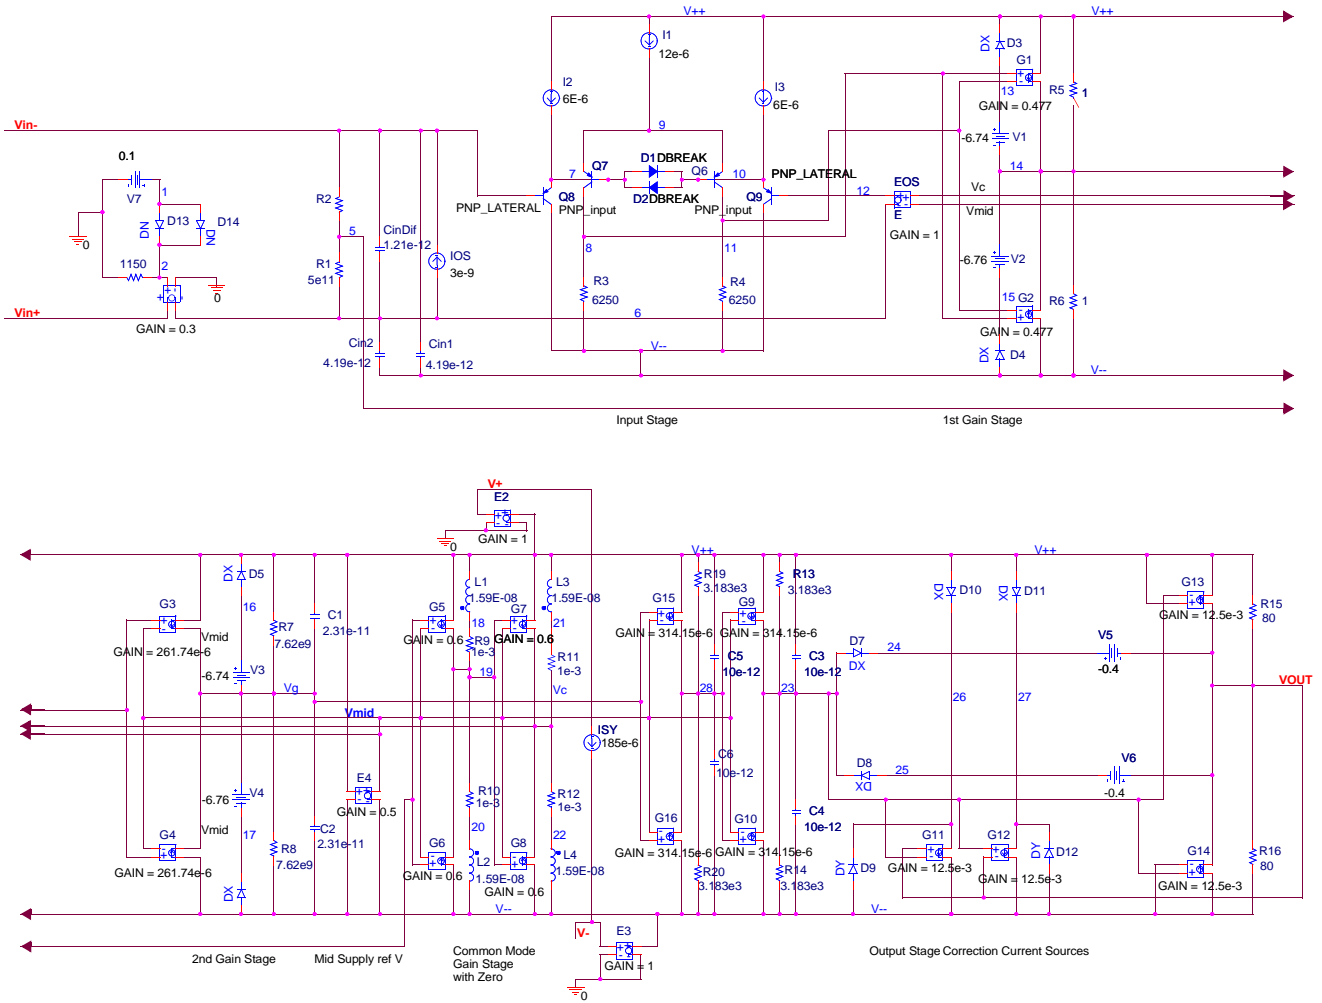 V++
V++
I1
12e-6
DX
D3
G1
13
GAIN = 0.477
R5
1
I2
6E-6
I3
6E-6
Vin-
9
-6.74
V1
0.1
V7
1
DN
D13
D14
DN
2
1150
0
0
GAIN = 0.3
Vin+
R2
5
R1
5e11
CinDif
1.21e-12
IOS
3e-9
Cin2
4.19e-12
Cin1
4.19e-12
7
Q7
Q8
PNP_LATERAL
PNP_input
D1
DBREAK
D2
DBREAK
Q6
10
PNP_LATERAL
Q9
PNP_input
12
EOS
E
GAIN = 1
14
Vc
Vmid
8
11
R3
6250
R4
6250
6
V--
-6.76
V2
15
G2
GAIN = 0.477
R6
1
DX
D4
V--
Input Stage
1st Gain Stage
V+
E2
0
GAIN = 1
V++
V++
DX
D5
16
G3
Vmid
GAIN = 261.74e-6
-6.74
V3
R7
7.62e9
C1
2.31e-11
G5
GAIN = 0.6
L1
1.59E-08
18
R9
1e-3
19
G7
GAIN = 0.6
L3
1.59E-08
21
R11
1e-3
Vc
Vg
Vmid
ISY
185e-6
G15
GAIN = 314.15e-6
R19
3.183e3
G9
GAIN = 314.15e-6
R13
3.183e3
C5
10e-12
C3
10e-12
28
23
DX
D10
DX
D11
D7
DX
24
V5
-0.4
26
27
G13
GAIN = 12.5e-3
R15
80
VOUT
E4
GAIN = 0.5
-6.76
V4
Vmid
17
G4
GAIN = 261.74e-6
DX
R8
7.62e9
C2
2.31e-11
G6
GAIN = 0.6
R10
1e-3
20
L2
1.59E-08
G8
GAIN = 0.6
R12
1e-3
22
L4
1.59E-08
C6
10e-12
C4
10e-12
G16
GAIN = 314.15e-6
R20
3.183e3
G10
GAIN = 314.15e-6
R14
3.183e3
D8
DX
25
V6
-0.4
DY
D9
G11
GAIN = 12.5e-3
G12
GAIN = 12.5e-3
DY
D12
G14
GAIN = 12.5e-3
R16
80
V--
V--
V-
E3
GAIN = 1
0
2nd Gain Stage
Mid Supply ref V
Common Mode
Gain Stage
with Zero
Output Stage Correction Current Sources